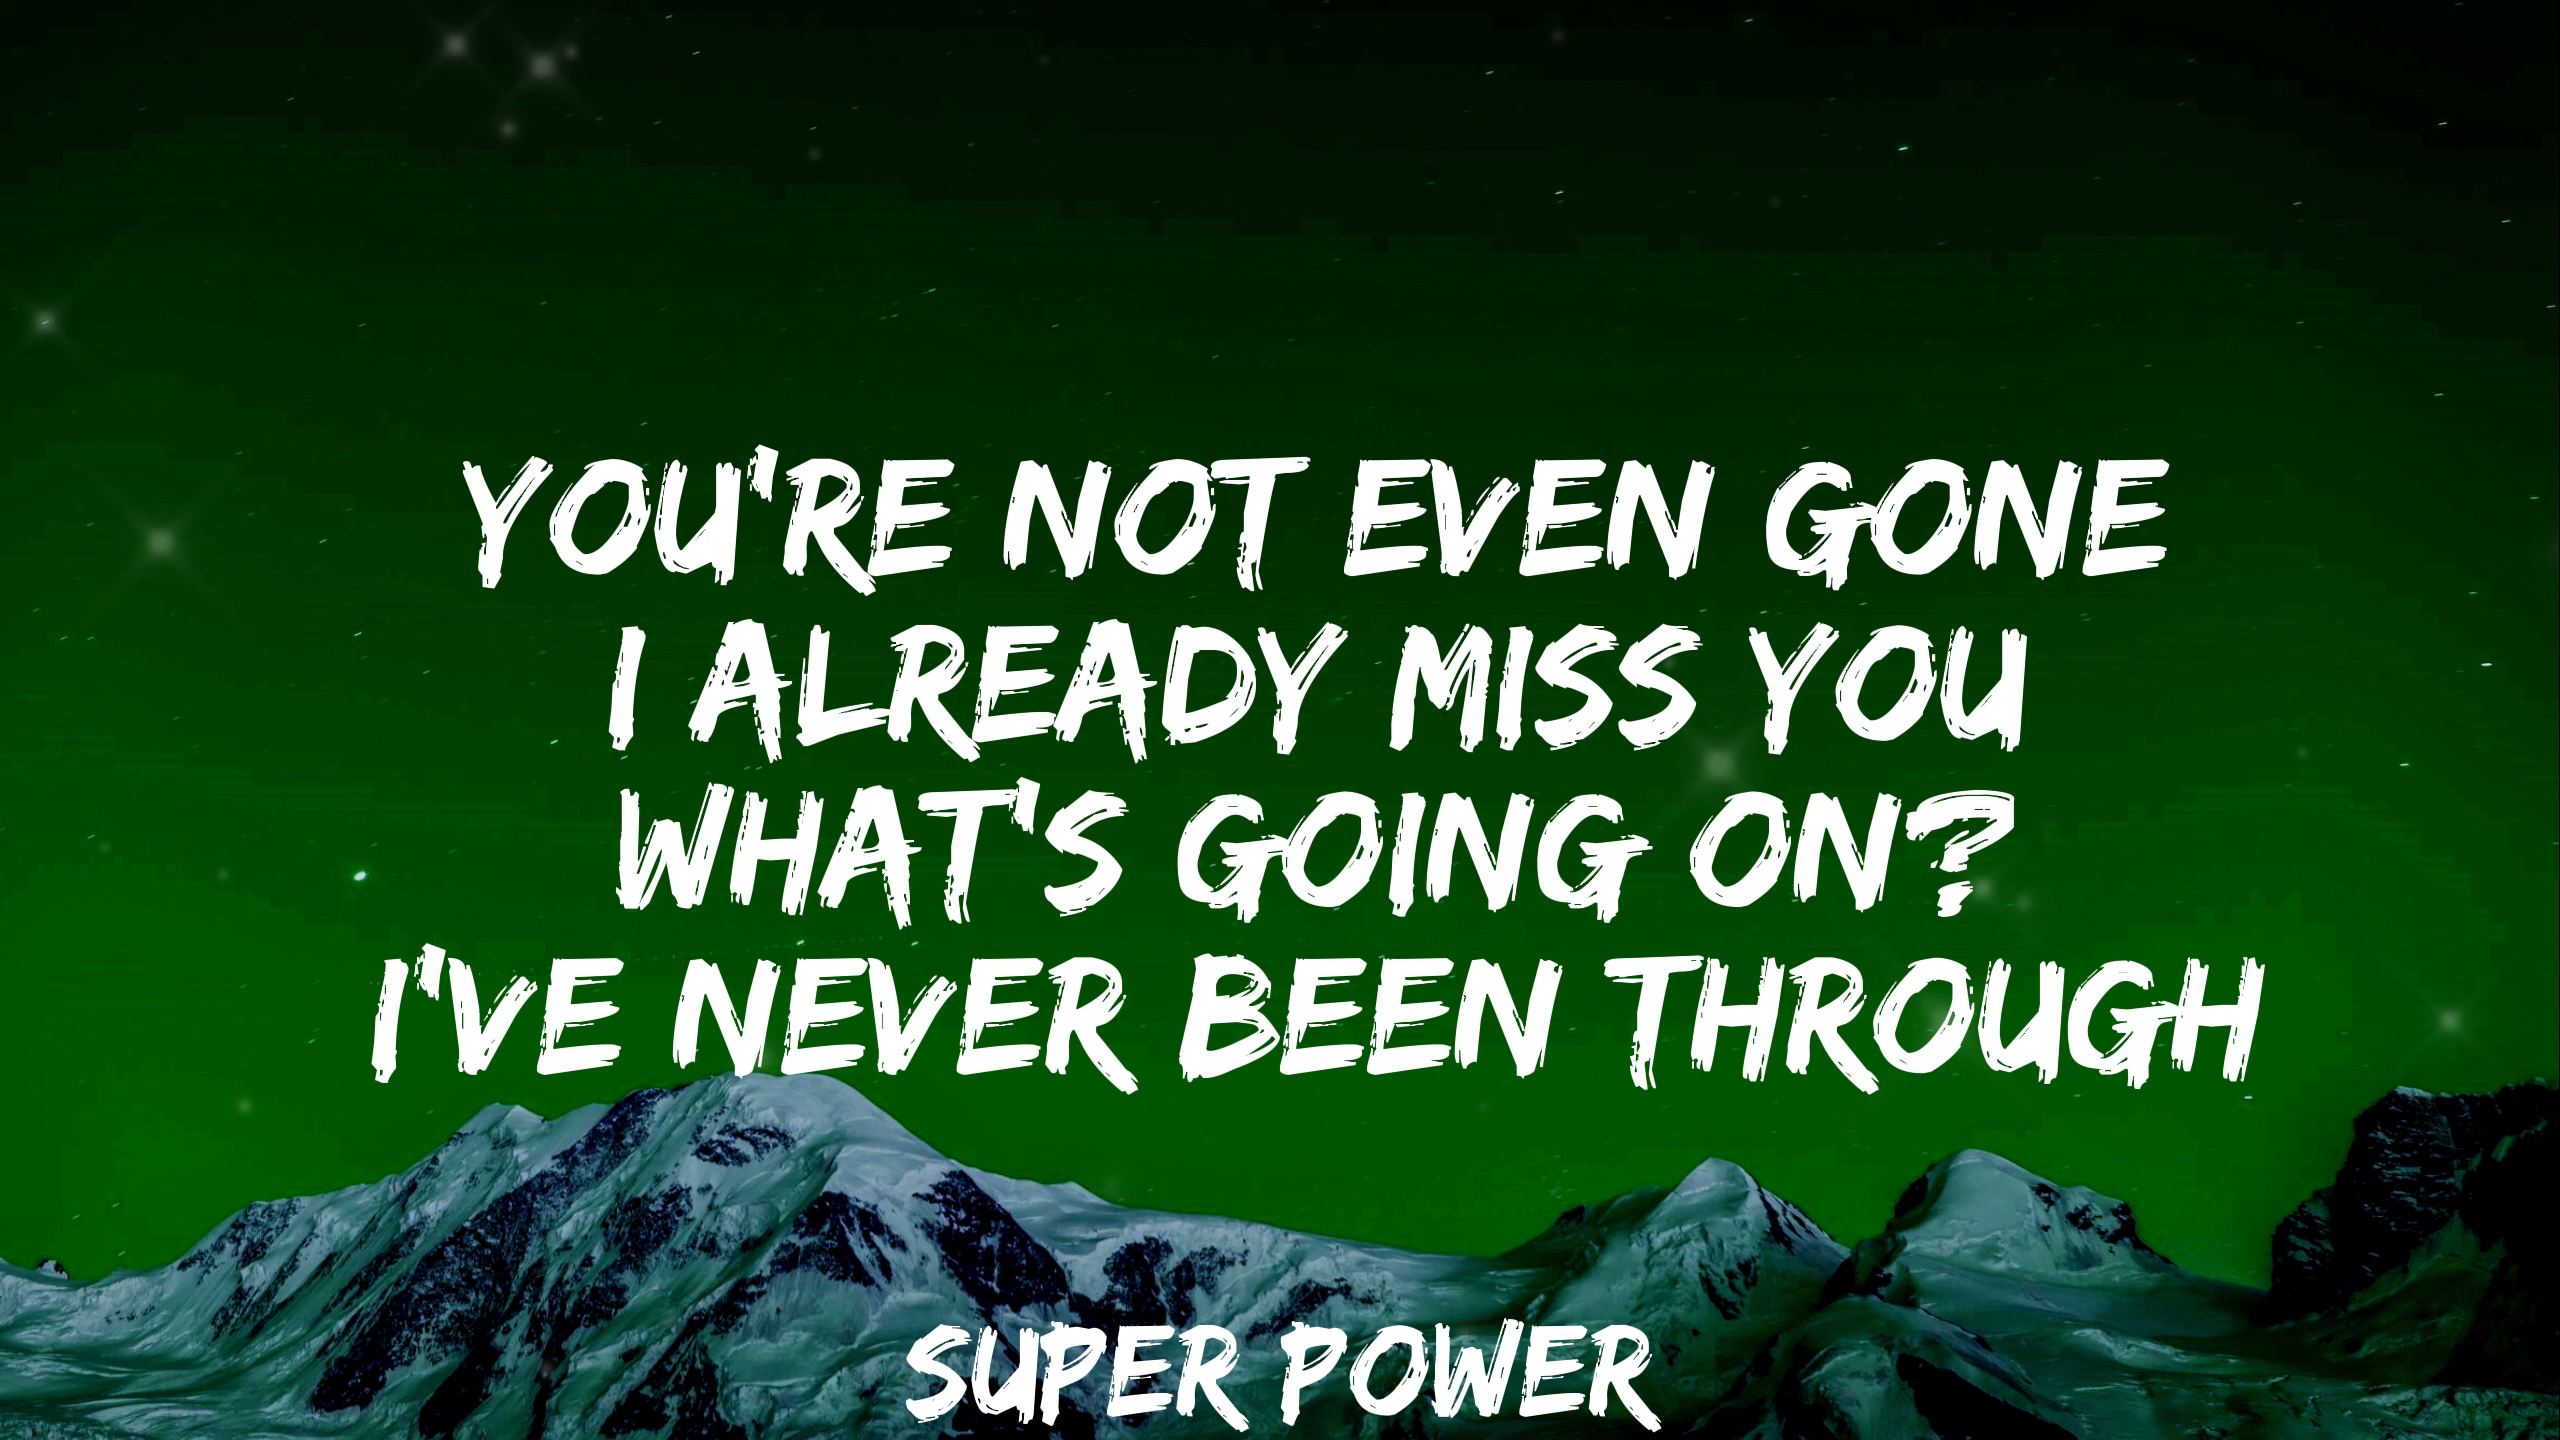 YOU'RE NOT EVEN GONE
I ALREADY MISS YOU
WHAT'S GOING ON?
I'VE NEVER BEEN THROUGH
SUPER POWER